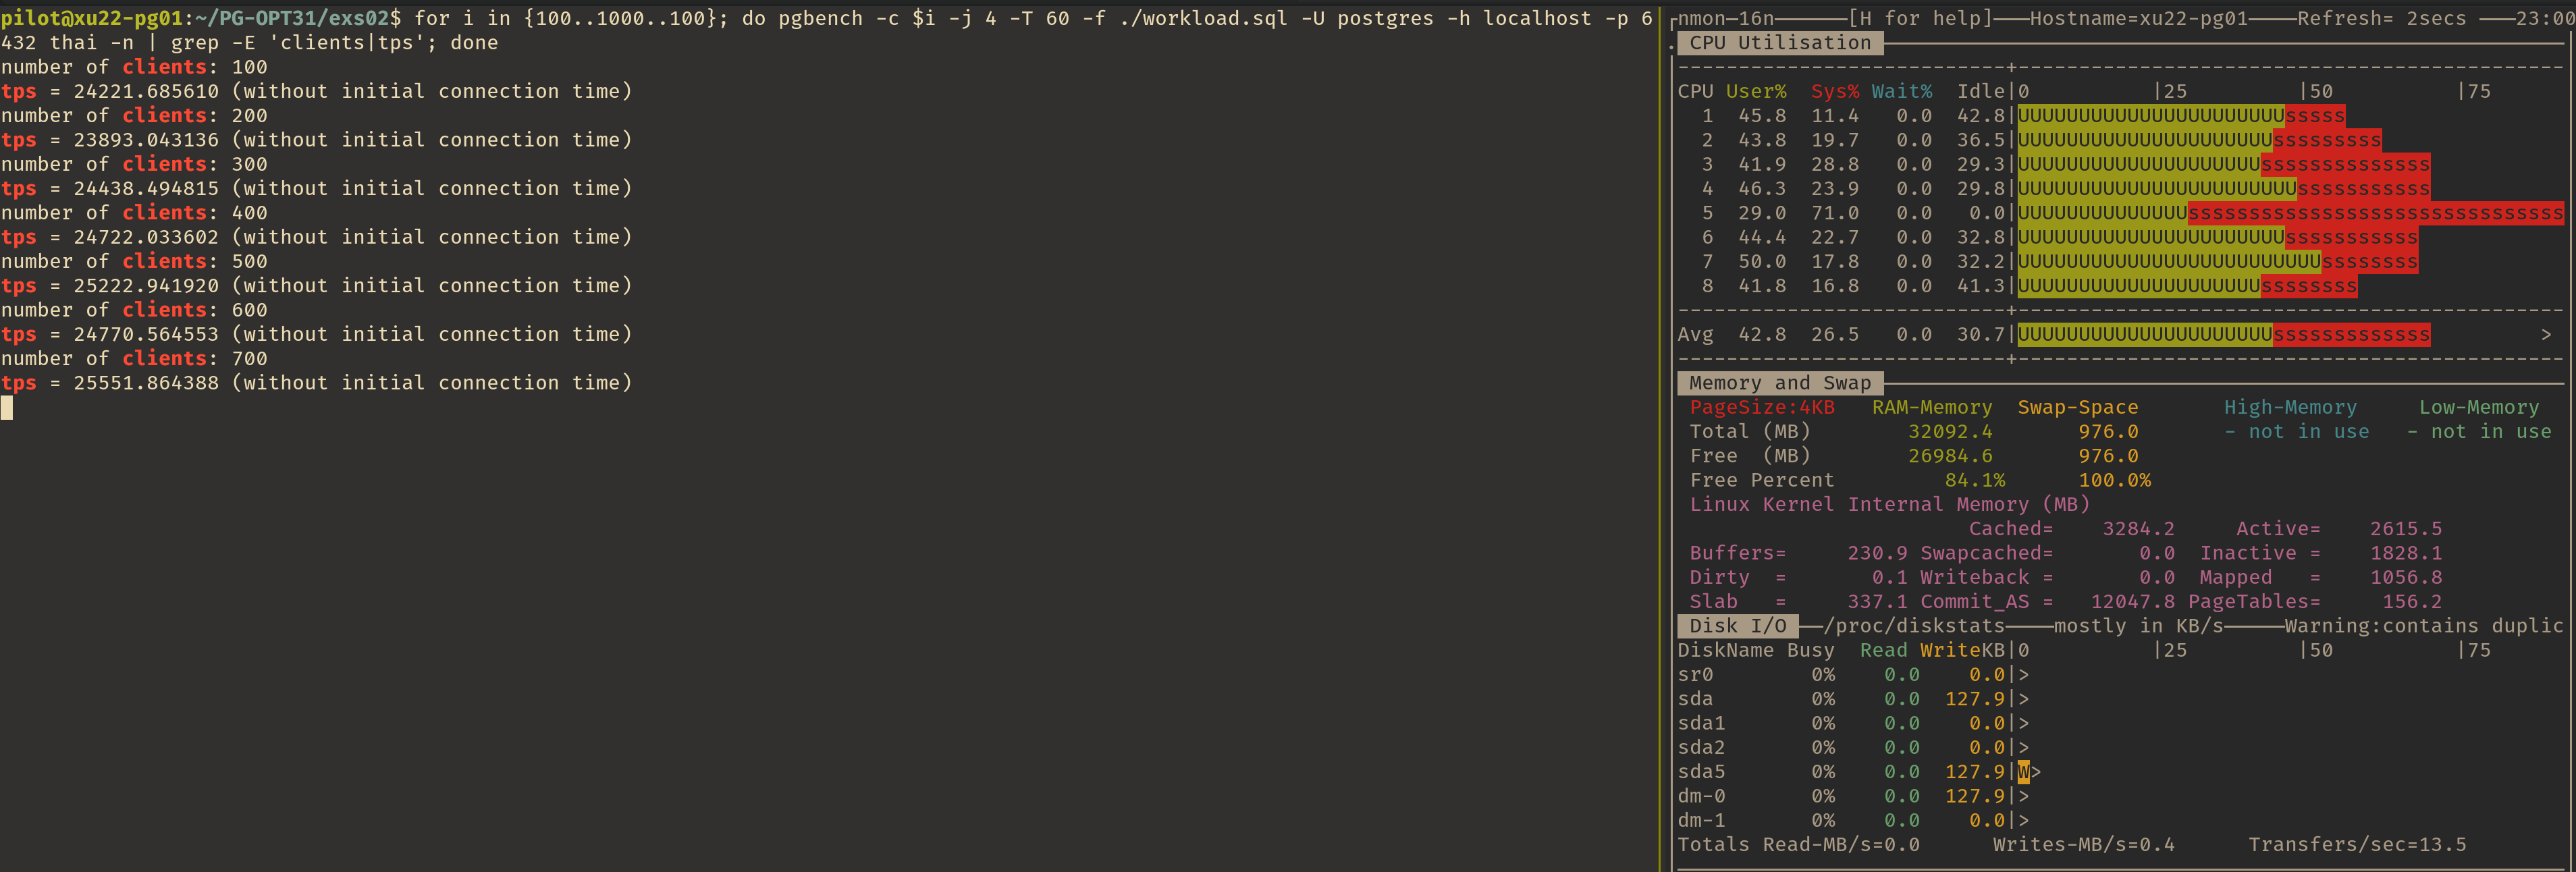 pilot@xu22-pg01:~/PG-OPT31/exs02$ for i in {100..1000..100}; do pgbench -c $i -j 4 -T 60 -f ./workload.sql -U postgres -h localhost -p 6
432 thai -n | grep -E 'clients|tps'; done
number of clients: 100
tps = 24221.685610 (without initial connection time)
number of clients: 200
tps = 23893.043136 (without initial connection time)
number of clients: 300
tps = 24438.494815 (without initial connection time)
number of clients: 400
tps = 24722.033602 (without initial connection time)
number of clients: 500
tps = 25222.941920 (without initial connection time)
number of clients: 600
tps = 24770.564553 (without initial connection time)
number of clients: 700
tps = 25551.864388 (without initial connection time)
nmon-16n [H for help] Hostname=xu22-pg01 Refresh= 2secs 23:00
CPU Utilisation
CPU User% Sys% Wait% Idle|0 |25 |50 |75
1 45.8 11.4 0.0 42.8|UUUUUUUUUUUUUUUUUUUUUUsssss
2 43.8 19.7 0.0 36.5|UUUUUUUUUUUUUUUUUUUUUsssssssss
3 41.9 28.8 0.0 29.3|UUUUUUUUUUUUUUUUUUUUssssssssssssss
4 46.3 23.9 0.0 29.8|UUUUUUUUUUUUUUUUUUUUUUUsssssssssss
5 29.0 71.0 0.0 0.0|UUUUUUUUUUUUUUsssssssssssssssssssssssssssssss
6 44.4 22.7 0.0 32.8|UUUUUUUUUUUUUUUUUUUUUUsssssssssss
7 50.0 17.8 0.0 32.2|UUUUUUUUUUUUUUUUUUUUUUUUUssssssss
8 41.8 16.8 0.0 41.3|UUUUUUUUUUUUUUUUUUUUssssssss
Avg 42.8 26.5 0.0 30.7|UUUUUUUUUUUUUUUUUUUUUsssssssssssss >
Memory and Swap
PageSize:4KB RAM-Memory Swap-Space High-Memory Low-Memory
Total (MB) 32092.4 976.0 - not in use - not in use
Free (MB) 26984.6 976.0
Free Percent 84.1% 100.0%
Linux Kernel Internal Memory (MB)
Cached= 3284.2 Active= 2615.5
Buffers= 230.9 Swapcached= 0.0 Inactive = 1828.1
Dirty = 0.1 Writeback = 0.0 Mapped = 1056.8
Slab = 337.1 Commit_AS = 12047.8 PageTables= 156.2
Disk I/O /proc/diskstats mostly in KB/s Warning:contains duplic
DiskName Busy Read WriteKB|0 |25 |50 |75
sr0 0% 0.0 0.0|>
sda 0% 0.0 127.9|>
sda1 0% 0.0 0.0|>
sda2 0% 0.0 0.0|>
sda5 0% 0.0 127.9|W>
dm-0 0% 0.0 127.9|>
dm-1 0% 0.0 0.0|>
Totals Read-MB/s=0.0 Writes-MB/s=0.4 Transfers/sec=13.5